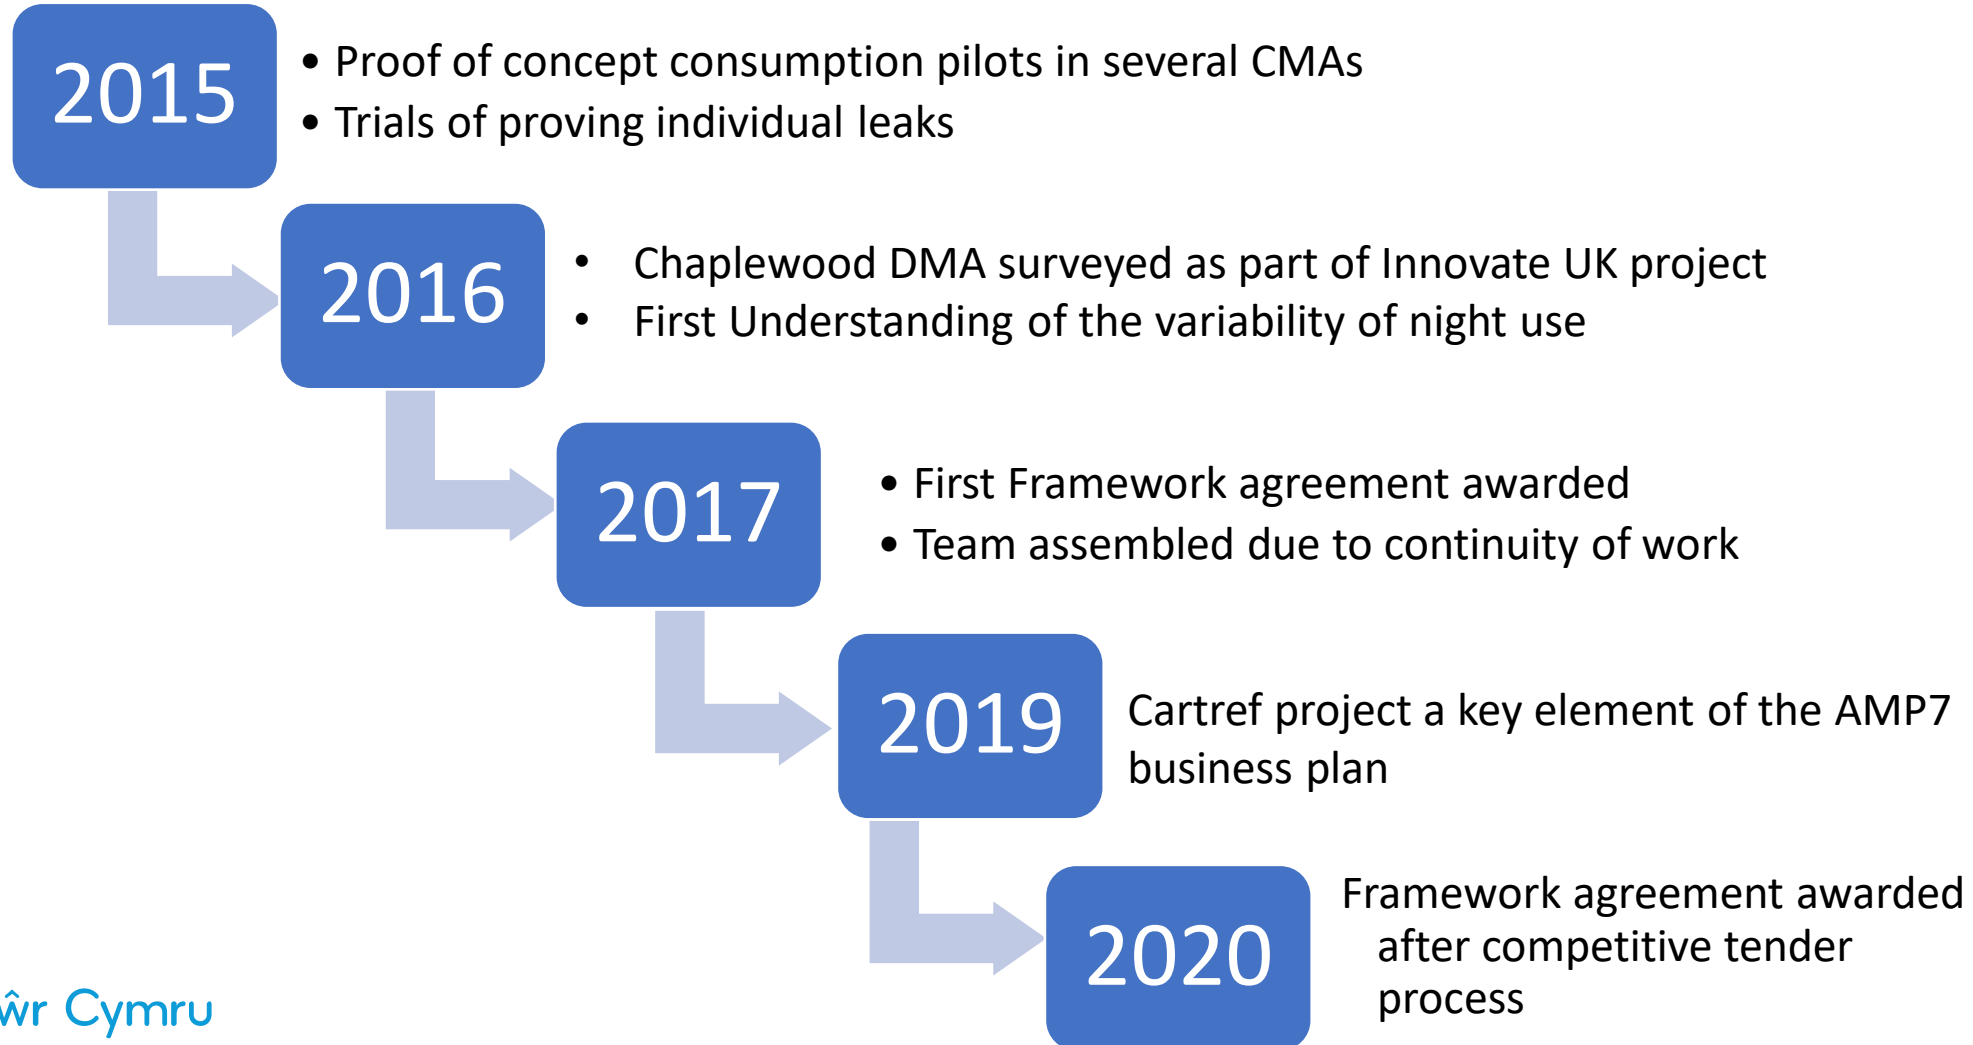 2015
• Proof of concept consumption pilots in several CMAs
• Trials of proving individual leaks
2016
• Chaplewood DMA surveyed as part of Innovate UK project
• First Understanding of the variability of night use
2017
• First Framework agreement awarded
• Team assembled due to continuity of work
2019
Cartref project a key element of the AMP7
business plan
2020
Framework agreement awarded
after competitive tender
process
ŵr Cymru